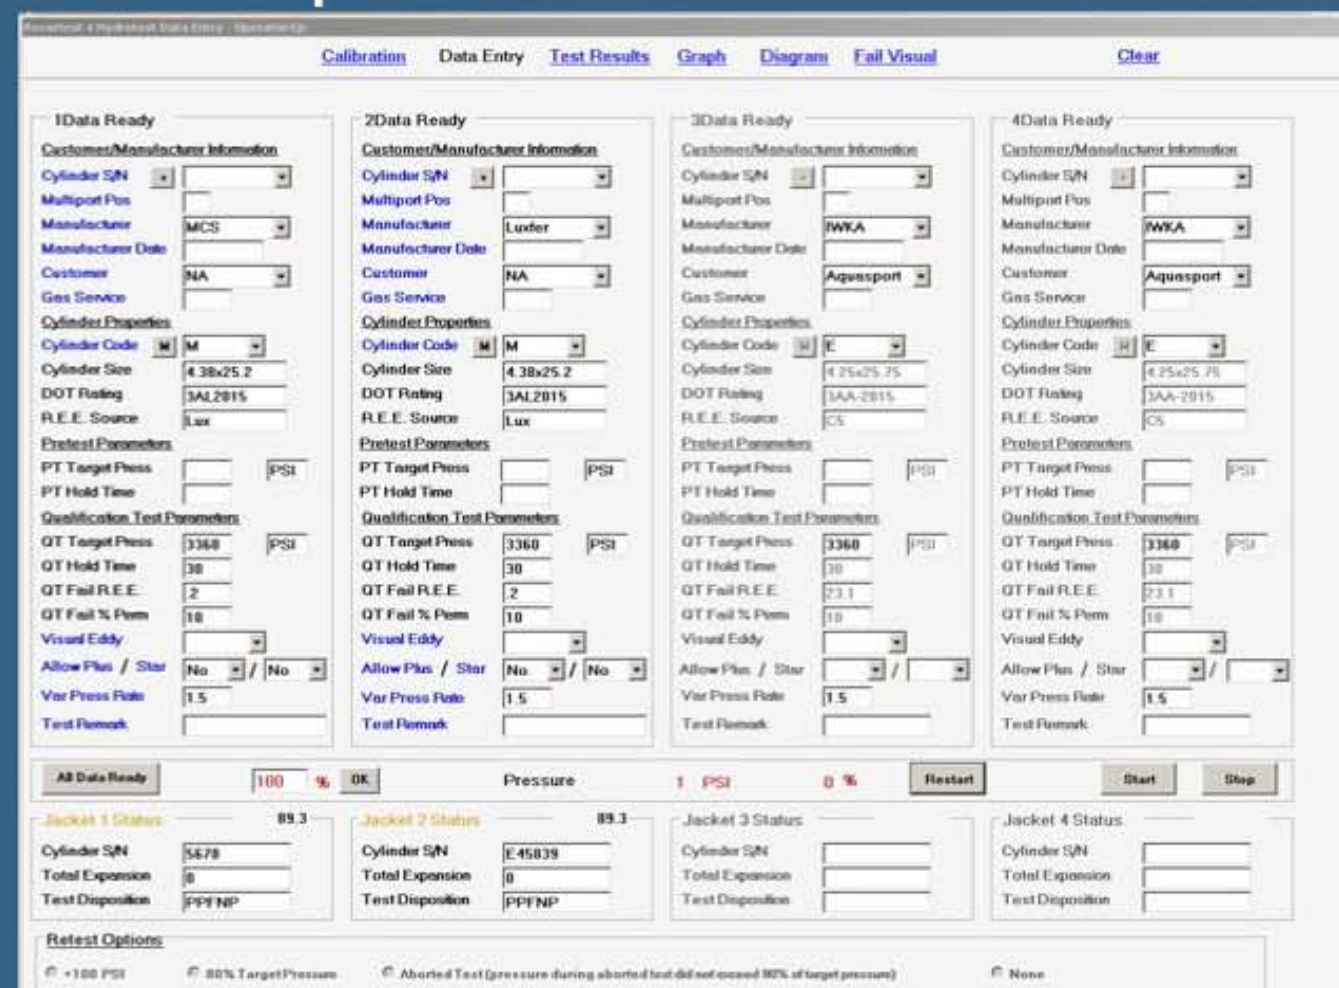 Calibration Data Entry Test Results Graph Diagram Fail Visual Clear
1Data Ready
Customer/Manufacturer Information
Cylinder S/N
Multiport Pos
Manufacturer MCS
Manufacturer Date
Customer NA
Gas Service
Cylinder Properties
Cylinder Code M M
Cylinder Size 4.38x25.2
DOT Rating 3AL2015
R.E.E. Source Lux
Pretest Parameters
PT Target Press PSI
PT Hold Time
Qualification Test Parameters
QT Target Press 3360 PSI
QT Hold Time 30
QT Fail R.E.E. .2
QT Fail % Perm 10
Visual Eddy
Allow Plus / Star No / No
Var Press Rate 1.5
Test Remark
2Data Ready
Customer/Manufacturer Information
Cylinder S/N
Multiport Pos
Manufacturer Luxfer
Manufacturer Date
Customer NA
Gas Service
Cylinder Properties
Cylinder Code M M
Cylinder Size 4.38x25.2
DOT Rating 3AL2015
R.E.E. Source Lux
Pretest Parameters
PT Target Press PSI
PT Hold Time
Qualification Test Parameters
QT Target Press 3360 PSI
QT Hold Time 30
QT Fail R.E.E. .2
QT Fail % Perm 10
Visual Eddy
Allow Plus / Star No / No
Var Press Rate 1.5
Test Remark
3Data Ready
Customer/Manufacturer Information
Cylinder S/N
Multiport Pos
Manufacturer IWKA
Manufacturer Date
Customer Aquasport
Gas Service
Cylinder Properties
Cylinder Code M E
Cylinder Size 4.25x25.75
DOT Rating 3AA-2015
R.E.E. Source C5
Pretest Parameters
PT Target Press PSI
PT Hold Time
Qualification Test Parameters
QT Target Press 3360 PSI
QT Hold Time 30
QT Fail R.E.E. 23.1
QT Fail % Perm 10
Visual Eddy
Allow Plus / Star /
Var Press Rate 1.5
Test Remark
4Data Ready
Customer/Manufacturer Information
Cylinder S/N
Multiport Pos
Manufacturer IWKA
Manufacturer Date
Customer Aquasport
Gas Service
Cylinder Properties
Cylinder Code M E
Cylinder Size 4.25x25.75
DOT Rating 3AA-2015
R.E.E. Source C5
Pretest Parameters
PT Target Press PSI
PT Hold Time
Qualification Test Parameters
QT Target Press 3360 PSI
QT Hold Time 30
QT Fail R.E.E. 23.1
QT Fail % Perm 10
Visual Eddy
Allow Plus / Star /
Var Press Rate 1.5
Test Remark
All Data Ready 100 % OK Pressure 1 PSI 0 % Restart Start Stop
Jacket 1 Status 89.3
Cylinder S/N 5678
Total Expansion 0
Test Disposition PPFNP
Jacket 2 Status 89.3
Cylinder S/N E45839
Total Expansion 0
Test Disposition PPFNP
Jacket 3 Status
Cylinder S/N
Total Expansion
Test Disposition
Jacket 4 Status
Cylinder S/N
Total Expansion
Test Disposition
Retest Options
+100 PSI 80% Target Pressure Aborted Test (pressure during aborted test did not exceed 90% of target pressure) None